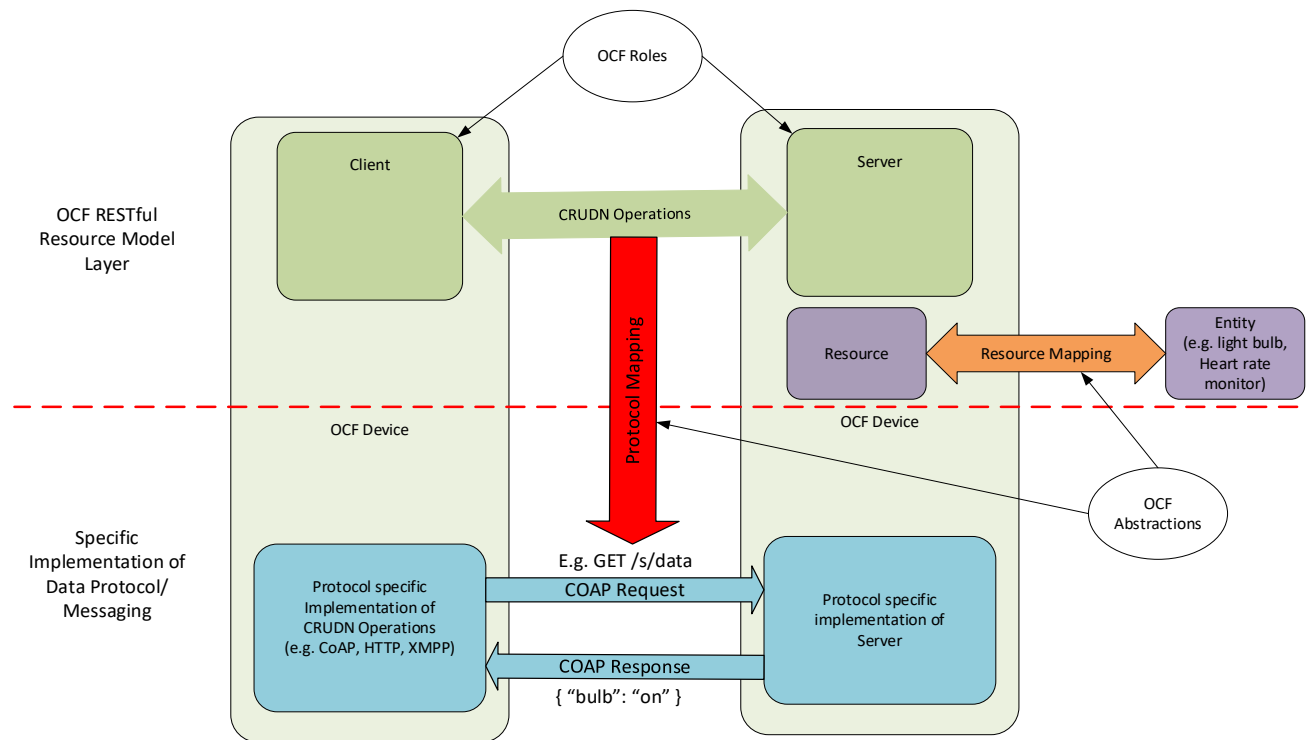 OCF Roles
Client
Server
OCF RESTful
Resource Model
Layer
CRUDN Operations
Protocol Mapping
Resource
Resource Mapping
Entity
(e.g. light bulb,
Heart rate
monitor)
OCF Device
OCF Device
OCF
Abstractions
Specific
Implementation of
Data Protocol/
Messaging
E.g. GET /s/data
COAP Request
Protocol specific
Implementation of
CRUDN Operations
(e.g. CoAP, HTTP, XMPP)
Protocol specific
implementation of
Server
COAP Response
{ “bulb”: “on” }